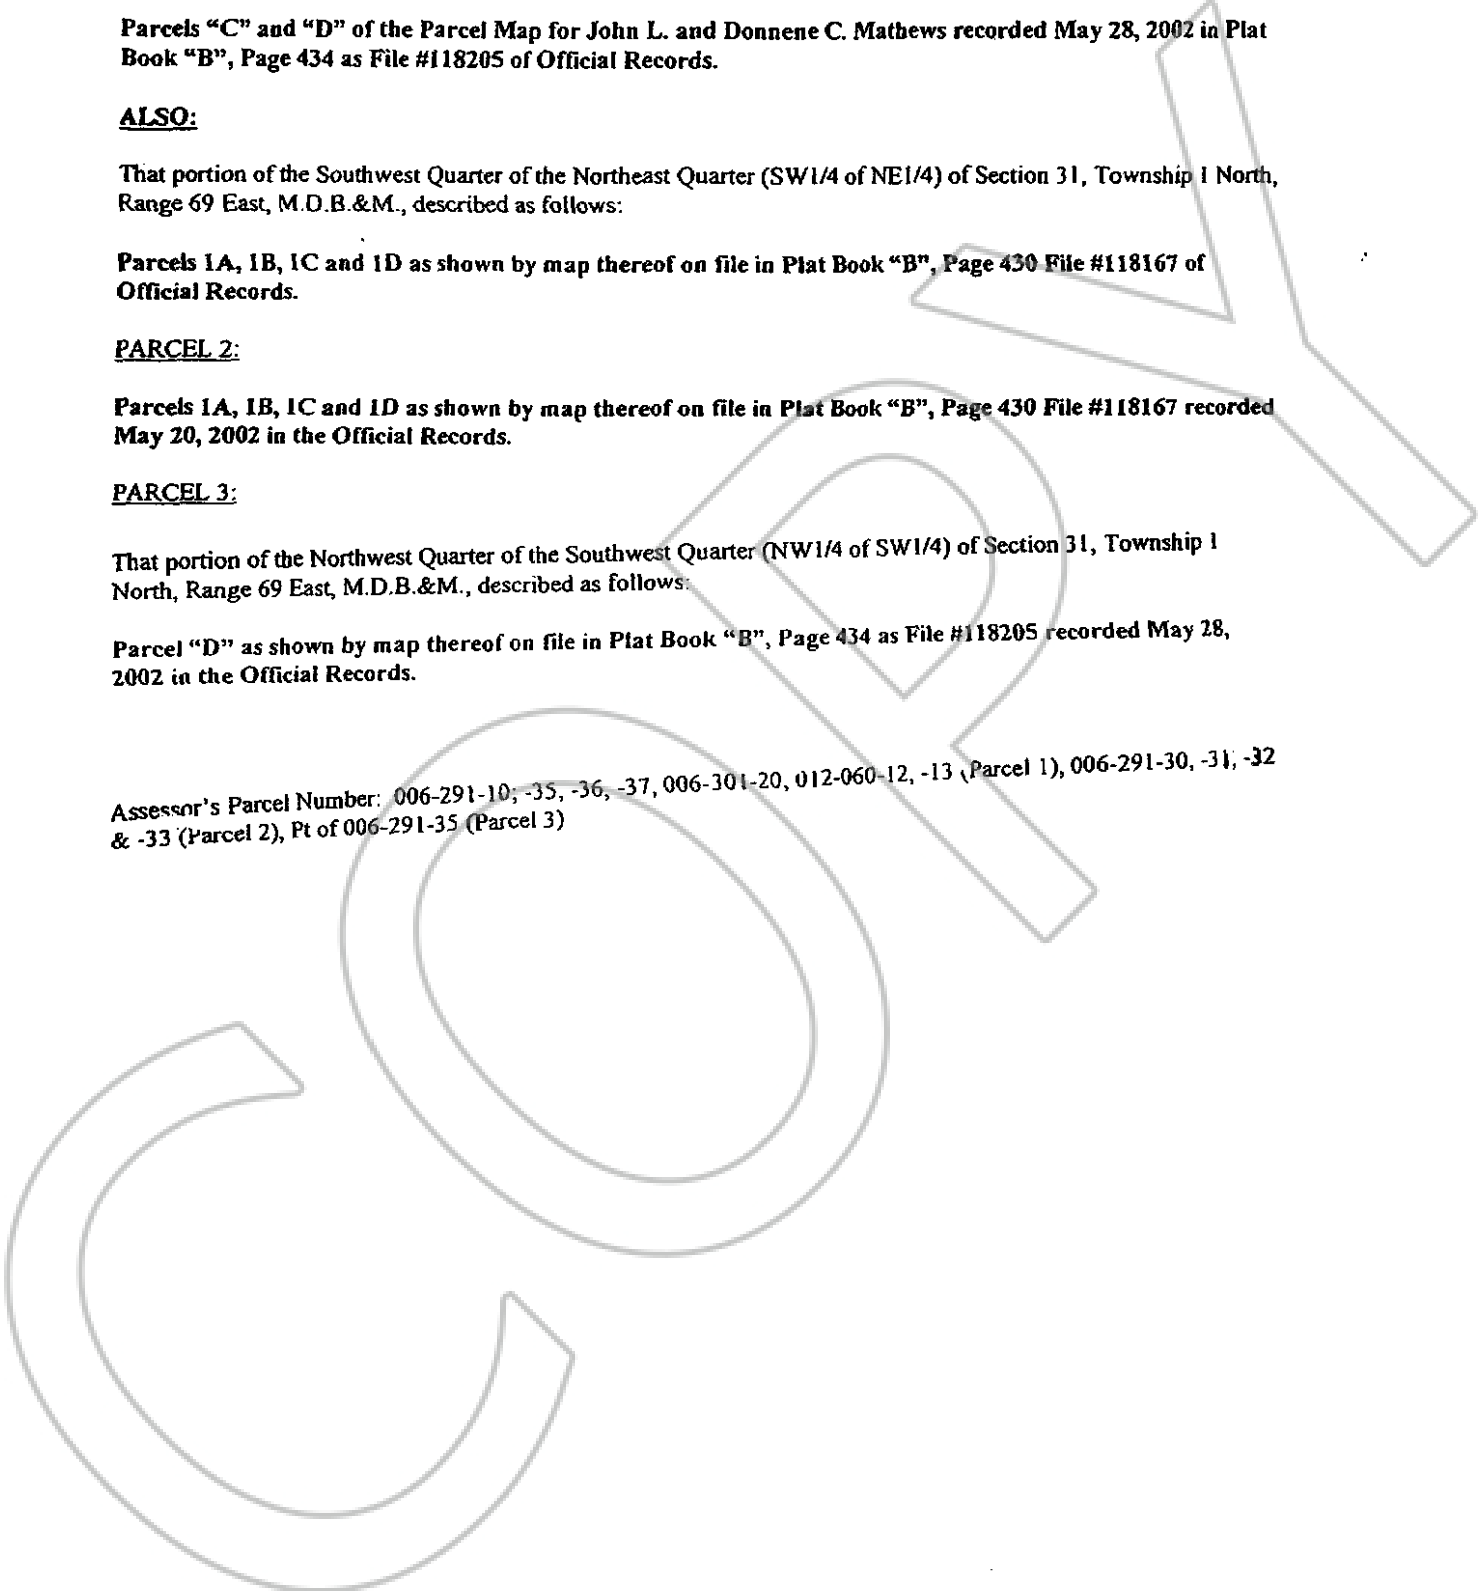 Parcels “C” and “D” of the Parcel Map for John L. and Donnene C. Mathews recorded May 28, 2002 in Plat
Book “B”, Page 434 as File #118205 of Official Records.
ALSO:
That portion of the Southwest Quarter of the Northeast Quarter (SW1/4 of NE1/4) of Section 31, Township 1 North,
Range 69 East, M.D.B.&M., described as follows:
Parcels 1A, 1B, 1C and 1D as shown by map thereof on file in Plat Book “B”, Page 430 File #118167 of
Official Records.
PARCEL 2:
Parcels 1A, 1B, 1C and 1D as shown by map thereof on file in Plat Book “B”, Page 430 File #118167 recorded
May 20, 2002 in the Official Records.
PARCEL 3:
That portion of the Northwest Quarter of the Southwest Quarter (NW1/4 of SW1/4) of Section 31, Township 1
North, Range 69 East, M.D.B.&M., described as follows:
Parcel “D” as shown by map thereof on file in Plat Book “B”, Page 434 as File #118205 recorded May 28,
2002 in the Official Records.
Assessor's Parcel Number: 006-291-10; -35, -36, -37, 006-301-20, 012-060-12, -13 (Parcel 1), 006-291-30, -31, -32
& -33 (Parcel 2), Pt of 006-291-35 (Parcel 3)
COPY